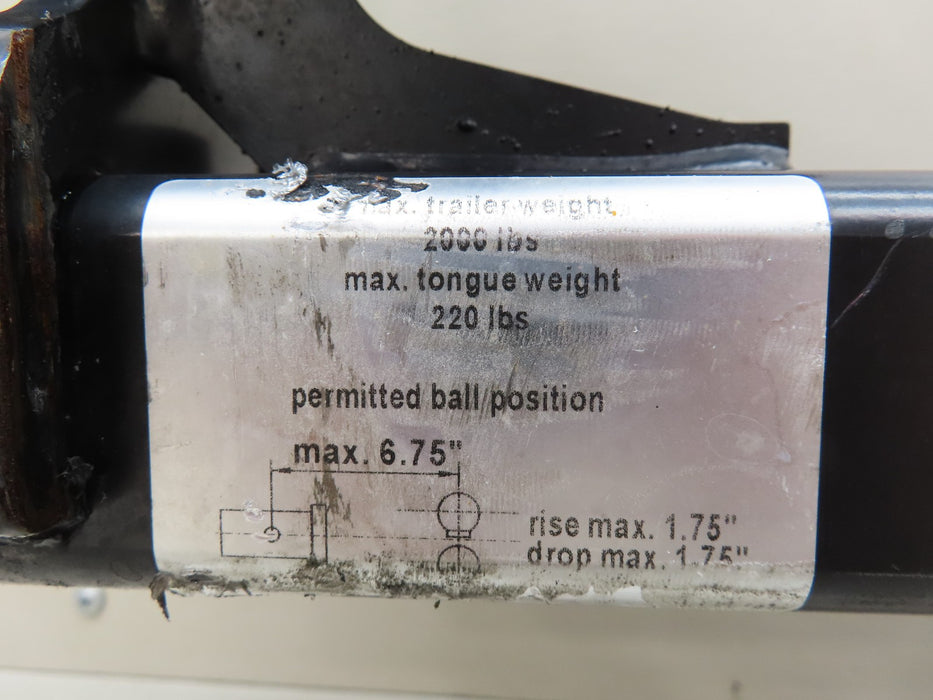 max. trailer weight
2000 lbs
max. tongue weight
220 lbs
permitted ball position
max. 6.75"
rise max. 1.75"
drop max. 1.75"